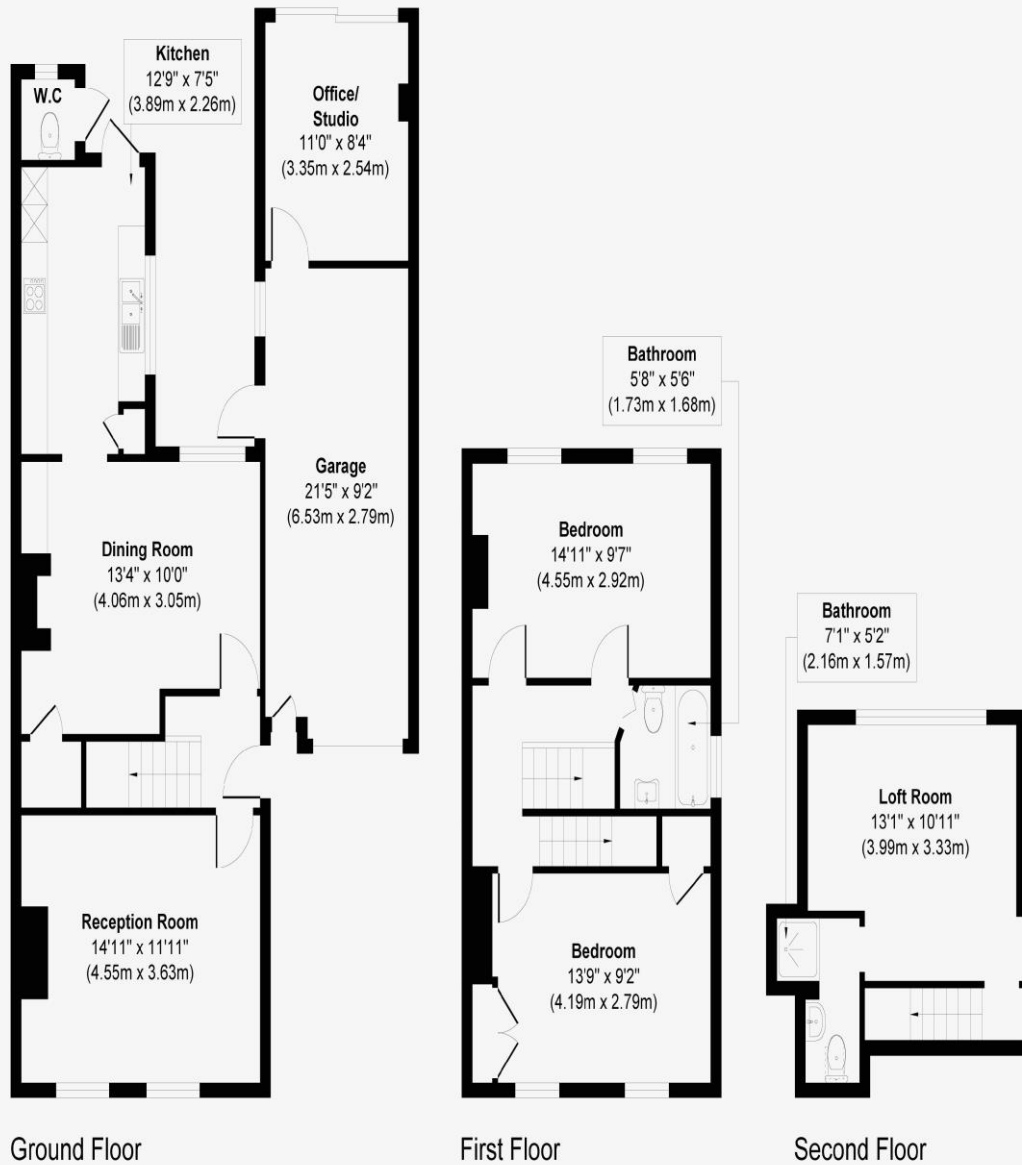 Kitchen
12'9" x 7'5"
(3.89m x 2.26m)
W.C
Office/
Studio
11'0" x 8'4"
(3.35m x 2.54m)
Garage
21'5" x 9'2"
(6.53m x 2.79m)
Dining Room
13'4" x 10'0"
(4.06m x 3.05m)
Reception Room
14'11" x 11'11"
(4.55m x 3.63m)
Ground Floor
Bathroom
5'8" x 5'6"
(1.73m x 1.68m)
Bedroom
14'11" x 9'7"
(4.55m x 2.92m)
Bedroom
13'9" x 9'2"
(4.19m x 2.79m)
First Floor
Bathroom
7'1" x 5'2"
(2.16m x 1.57m)
Loft Room
13'1" x 10'11"
(3.99m x 3.33m)
Second Floor